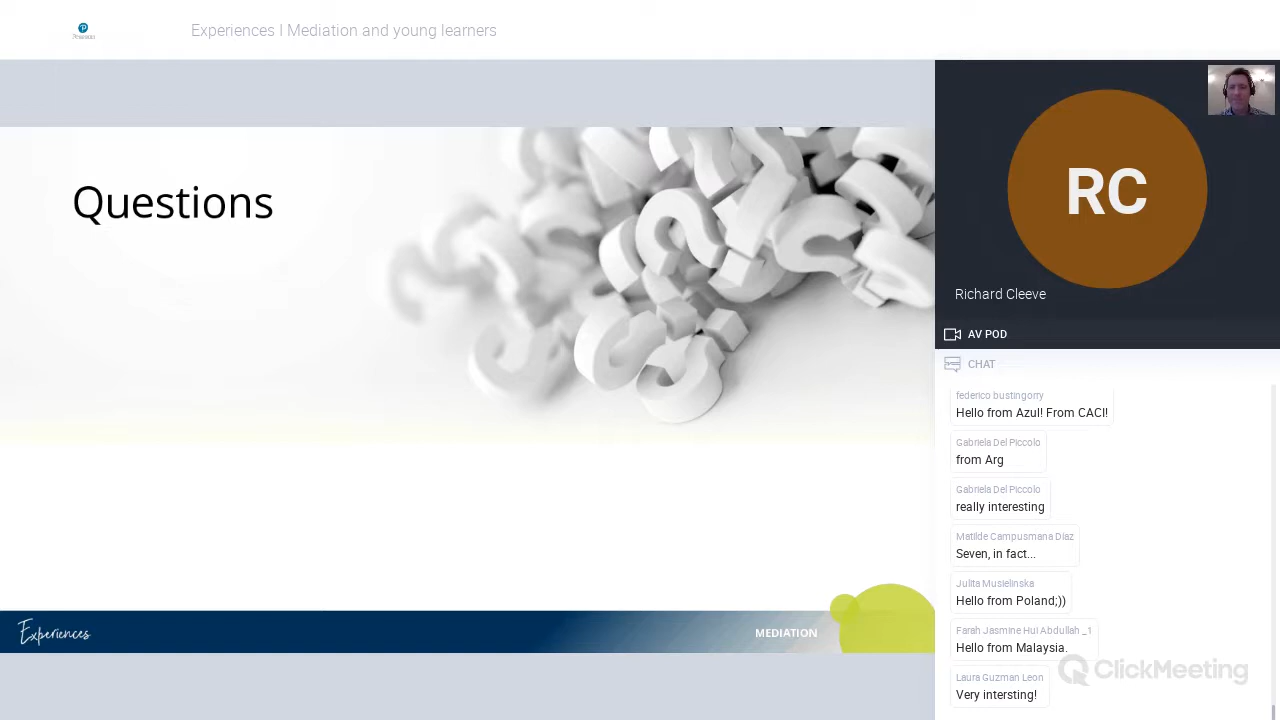 Pearson
Experiences I Mediation and young learners
Questions
Experiences
MEDIATION
RC
Richard Cleeve
AV POD
CHAT
federico bustingorry
Hello from Azul! From CACI!
Gabriela Del Piccolo
from Arg
Gabriela Del Piccolo
really interesting
Matilde Campusmana Díaz
Seven, in fact...
Julita Musielinska
Hello from Poland;))
Farah Jasmine Hui Abdullah _1
Hello from Malaysia.
Laura Guzman Leon
Very intersting!
ClickMeeting